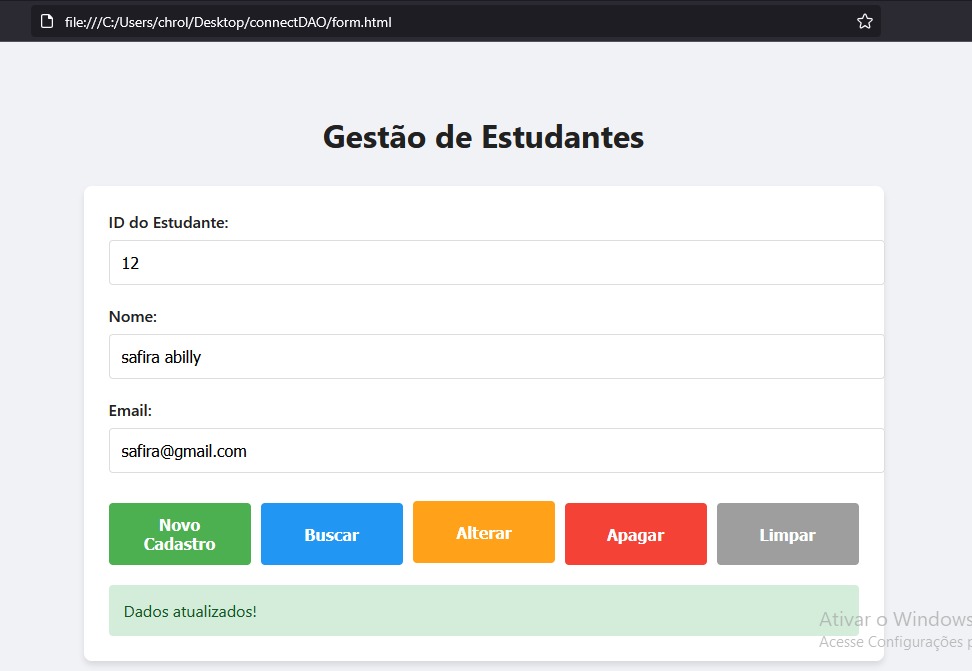 file:///C:/Users/chrol/Desktop/connectDAO/form.html
Gestão de Estudantes
ID do Estudante:
12
Nome:
safira abilly
Email:
safira@gmail.com
Novo
Cadastro
Buscar
Alterar
Apagar
Limpar
Dados atualizados!
Ativar o Windows
Acesse Configurações p